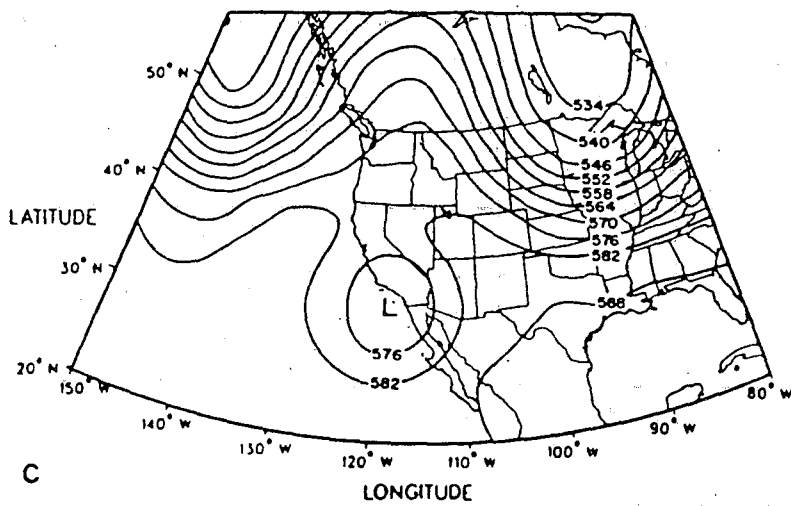 50° N
534
540
40° N
546
552
558
564
LATITUDE
570
576
582
30° N
588
L
576
20° N
150° W
582
80° W
140° W
90° W
130° W
100° W
120° W
110° W
C
LONGITUDE